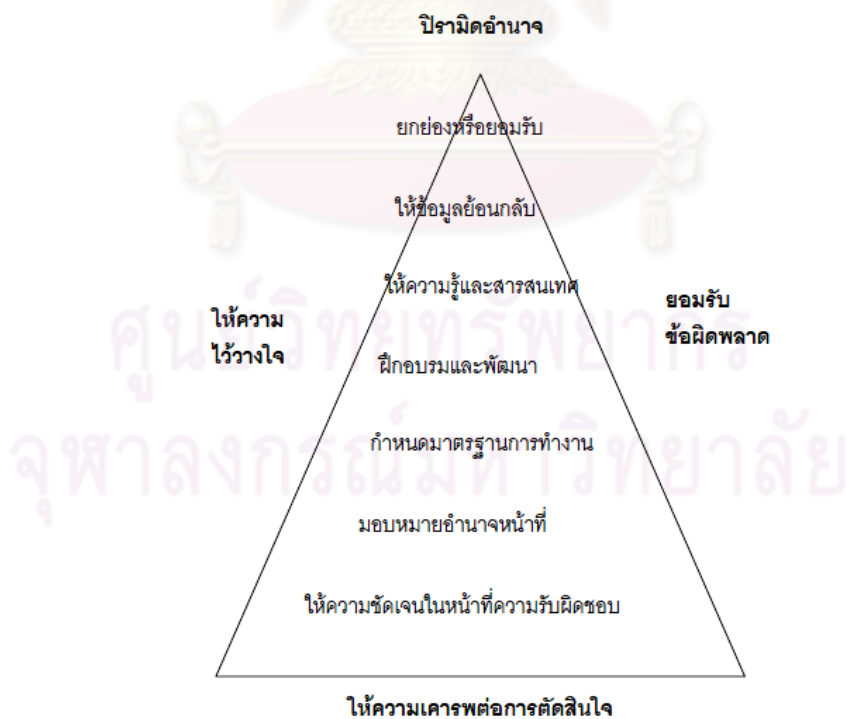 ปิรามิดอำนาจ
ยกย่องหรือยอมรับ
ให้ข้อมูลย้อนกลับ
ให้ความรู้และสารสนเทศ
ให้ความ
ไว้วางใจ
ยอมรับ
ข้อผิดพลาด
ฝึกอบรมและพัฒนา
กำหนดมาตรฐานการทำงาน
มอบหมายอำนาจหน้าที่
ให้ความชัดเจนในหน้าที่ความรับผิดชอบ
ให้ความเคารพต่อการตัดสินใจ
ศูนย์วิทยทรัพยากร
จุฬาลงกรณ์มหาวิทยาลัย